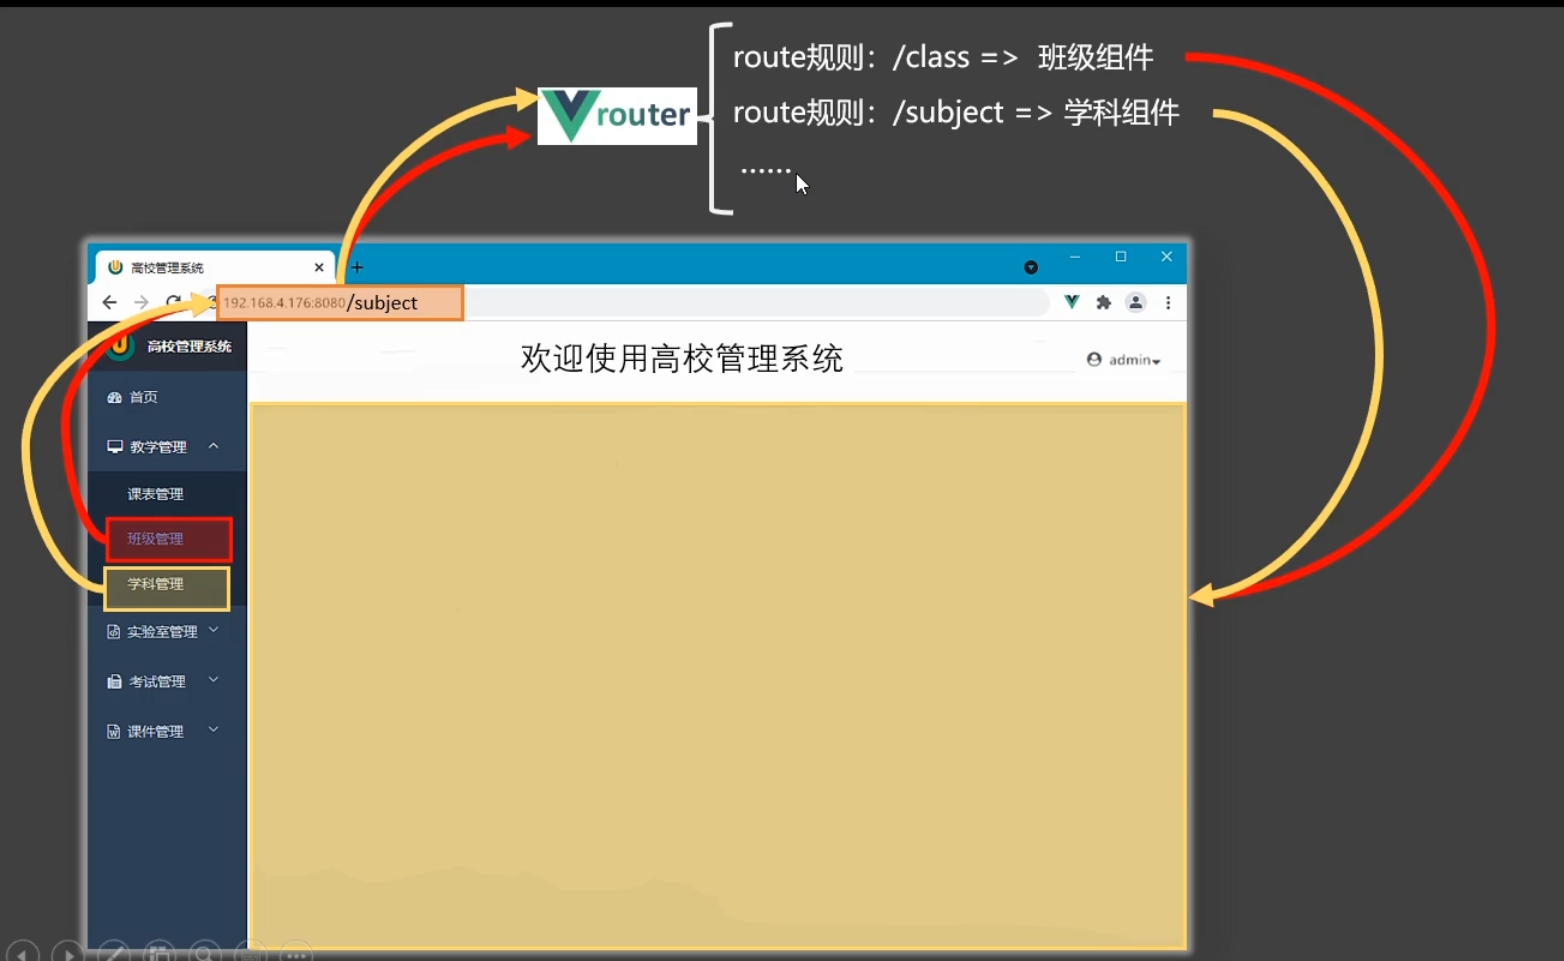 route规则：/class => 班级组件
router
route规则：/subject => 学科组件
......
高校管理系统
192.168.4.176:8080/subject
高校管理系统
欢迎使用高校管理系统
admin
首页
教学管理
课表管理
班级管理
学科管理
实验室管理
考试管理
课件管理